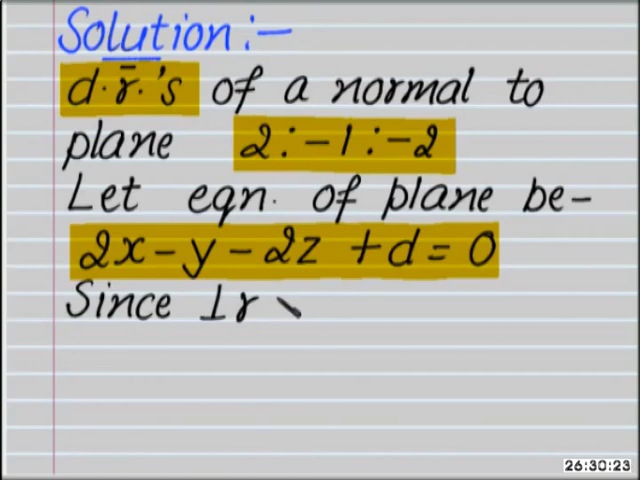 Solution :-
d.r.'s of a normal to
plane 2 : -1 : -2
Let eqn. of plane be-
2x - y - 2z + d = 0
Since ⊥r
26:30:23